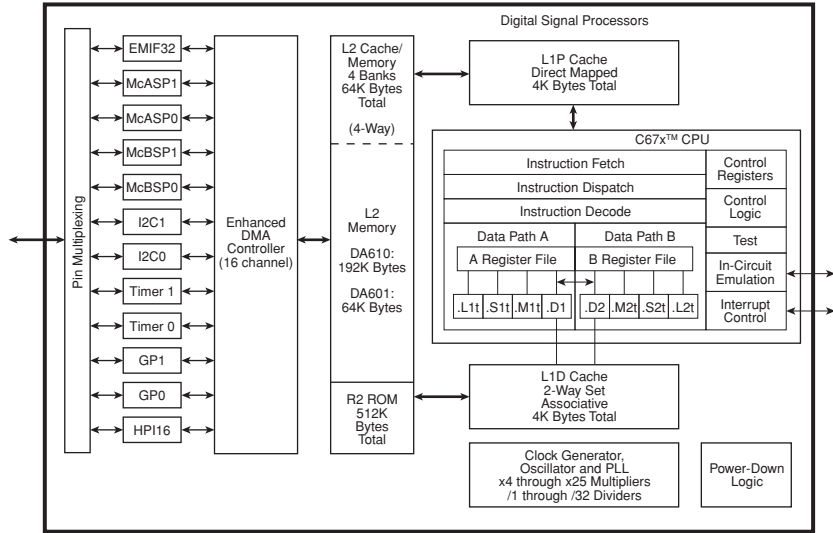 Digital Signal Processors
Pin Multiplexing
EMIF32
McASP1
McASP0
McBSP1
McBSP0
I2C1
I2C0
Timer 1
Timer 0
GP1
GP0
HPI16
Enhanced
DMA
Controller
(16 channel)
L2 Cache/
Memory
4 Banks
64K Bytes
Total
(4-Way)
L2
Memory
DA610:
192K Bytes
DA601:
64K Bytes
R2 ROM
512K
Bytes
Total
L1P Cache
Direct Mapped
4K Bytes Total
C67x™ CPU
Instruction Fetch
Instruction Dispatch
Instruction Decode
Data Path A
Data Path B
A Register File
B Register File
.L1t
.S1t
.M1t
.D1
.D2
.M2t
.S2t
.L2t
Control
Registers
Control
Logic
Test
In-Circuit
Emulation
Interrupt
Control
L1D Cache
2-Way Set
Associative
4K Bytes Total
Clock Generator,
Oscillator and PLL
x4 through x25 Multipliers
/1 through /32 Dividers
Power-Down
Logic